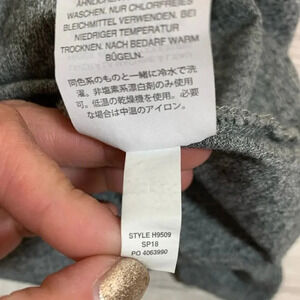 ÄHNLICHEN
WASCHEN. NUR CHLORFREIES
BLEICHMITTEL VERWENDEN. BEI
NIEDRIGER TEMPERATUR
TROCKNEN. NACH BEDARF WARM
BÜGELN.
同色系のものと一緒に冷水で洗
濯。非塩素系漂白剤のみ使用
可。低温の乾燥機を使用。必要
な場合は中温のアイロン。
STYLE H9509
SP18
PO 4063990